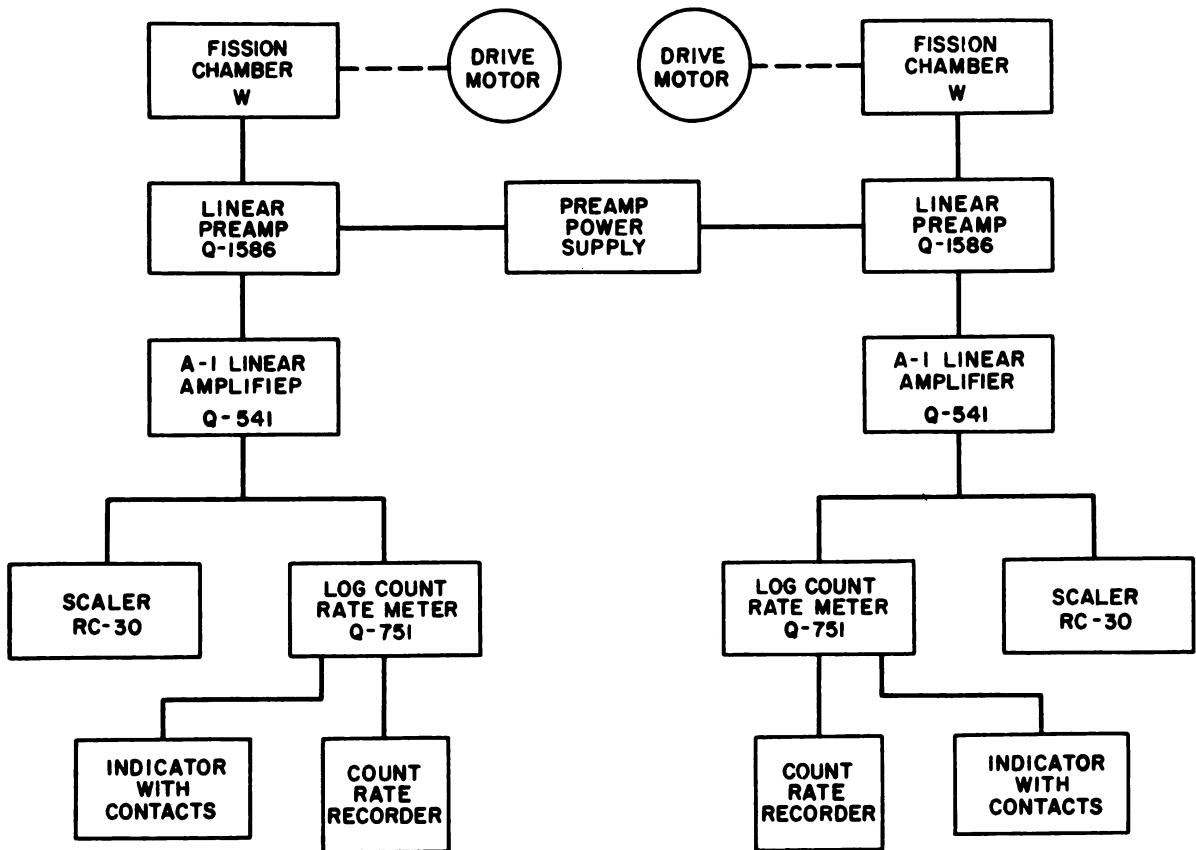 FISSION
CHAMBER
W
DRIVE
MOTOR
DRIVE
MOTOR
FISSION
CHAMBER
W
LINEAR
PREAMP
Q-1586
PREAMP
POWER
SUPPLY
LINEAR
PREAMP
Q-1586
A-1 LINEAR
AMPLIFIEP
Q-541
A-1 LINEAR
AMPLIFIER
Q-541
SCALER
RC-30
LOG COUNT
RATE METER
Q-751
LOG COUNT
RATE METER
Q-751
SCALER
RC-30
INDICATOR
WITH
CONTACTS
COUNT
RATE
RECORDER
COUNT
RATE
RECORDER
INDICATOR
WITH
CONTACTS